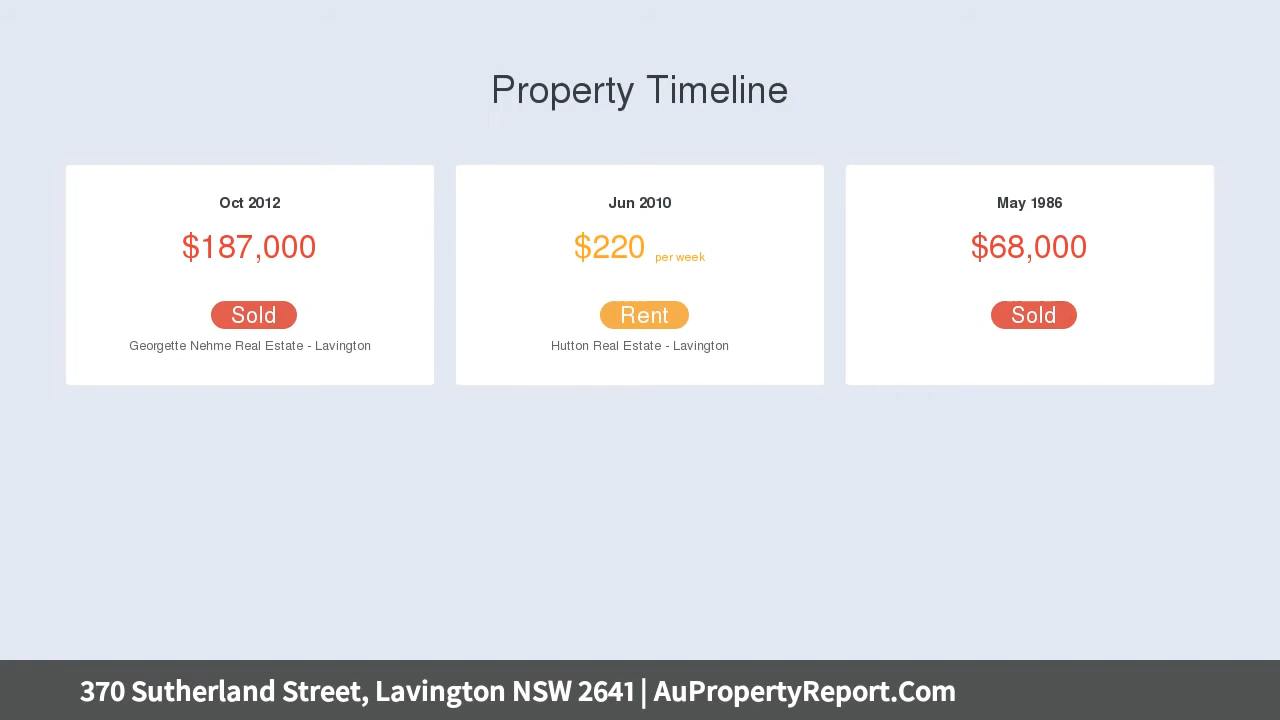 Property Timeline
Oct 2012
$187,000
Sold
Georgette Nehme Real Estate - Lavington
Jun 2010
$220 per week
Rent
Hutton Real Estate - Lavington
May 1986
$68,000
Sold
370 Sutherland Street, Lavington NSW 2641 | AuPropertyReport.Com